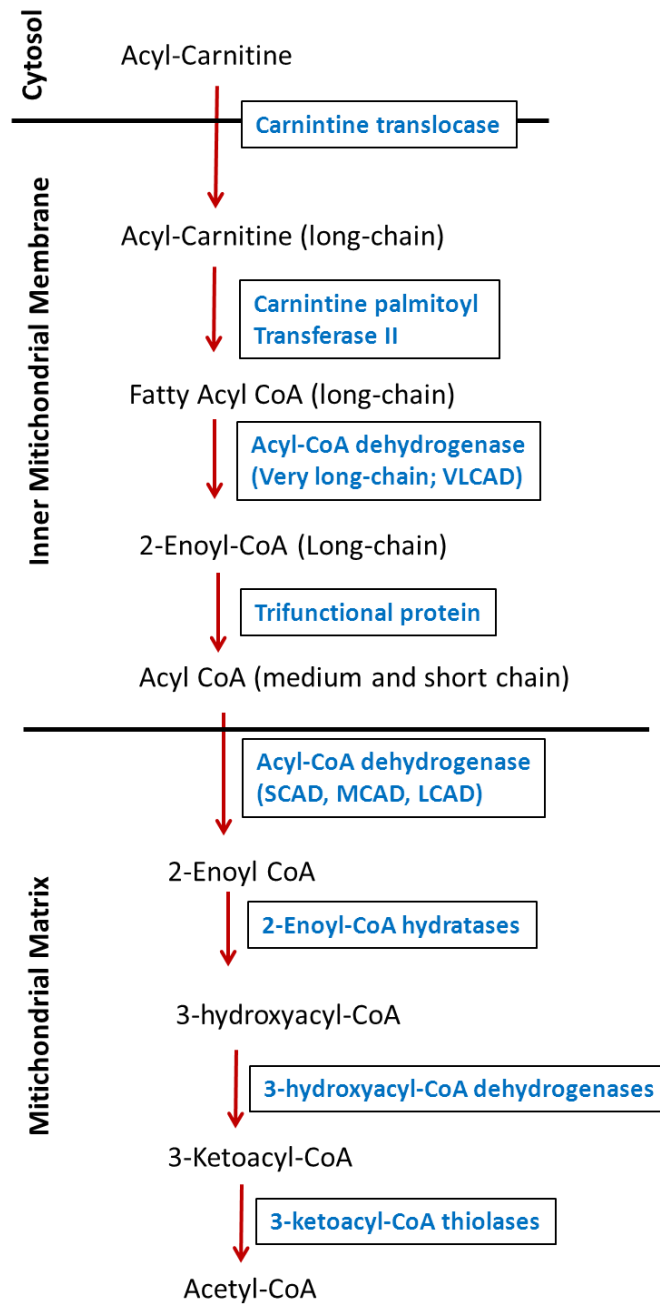 Cytosol
Acyl-Carnitine
Carnintine translocase
Inner Mitichondrial Membrane
Acyl-Carnitine (long-chain)
Carnintine palmitoyl
Transferase II
Fatty Acyl CoA (long-chain)
Acyl-CoA dehydrogenase
(Very long-chain; VLCAD)
2-Enoyl-CoA (Long-chain)
Trifunctional protein
Acyl CoA (medium and short chain)
Mitichondrial Matrix
Acyl-CoA dehydrogenase
(SCAD, MCAD, LCAD)
2-Enoyl CoA
2-Enoyl-CoA hydratases
3-hydroxyacyl-CoA
3-hydroxyacyl-CoA dehydrogenases
3-Ketoacyl-CoA
3-ketoacyl-CoA thiolases
Acetyl-CoA